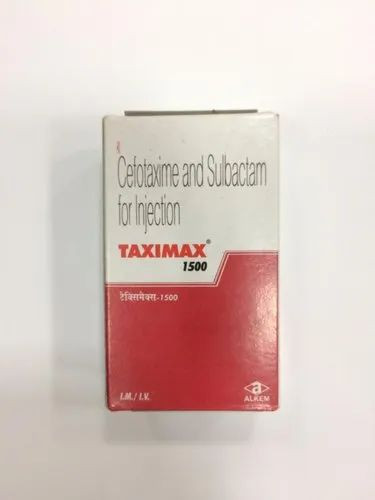 Cefotaxime and Sulbactam
for Injection
TAXIMAX®
1500
टॅक्सिमॅक्स-1500
I.M./ I.V.
a
ALKEM